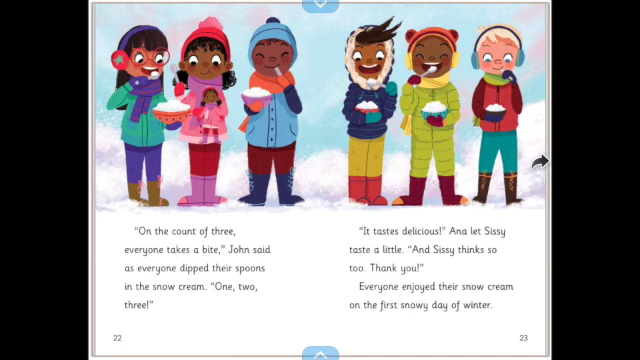 “On the count of three,
everyone takes a bite,” John said
as everyone dipped their spoons
in the snow cream. “One, two,
three!”
22
“It tastes delicious!” Ana let Sissy
taste a little. “And Sissy thinks so
too. Thank you!”
Everyone enjoyed their snow cream
on the first snowy day of winter.
23